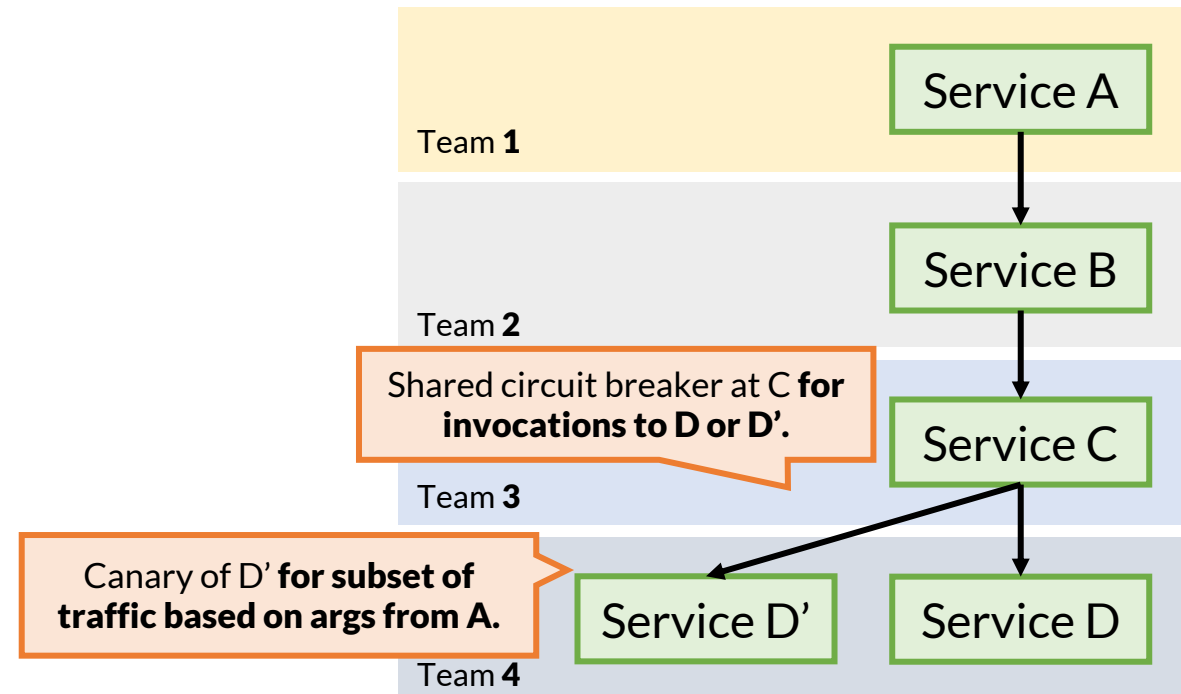 Service A
Team 1
Service B
Team 2
Shared circuit breaker at C for
invocations to D or D’.
Service C
Team 3
Canary of D’ for subset of
traffic based on args from A.
Service D’
Service D
Team 4